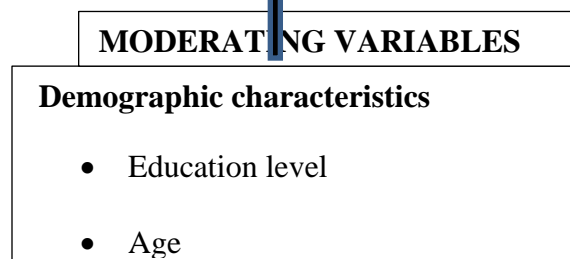 MODERATING VARIABLES
Demographic characteristics
• Education level
• Age